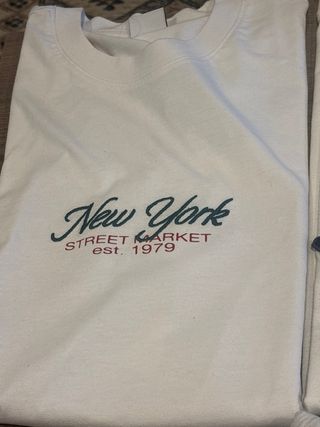 New York
STREET MARKET
est. 1979